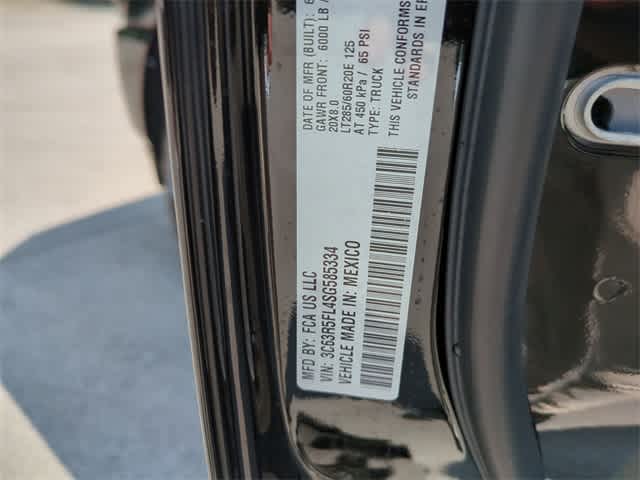 MFD BY: FCA US LLC
VIN: 3C63R5FL4SG585334
VEHICLE MADE IN: MEXICO
DATE OF MFR (BUILT):
GAWR FRONT: 6000 LB
20X8.0
LT285/60R20E 125
AT 450 kPa / 65 PSI
TYPE: TRUCK
THIS VEHICLE CONFORMS
STANDARDS IN